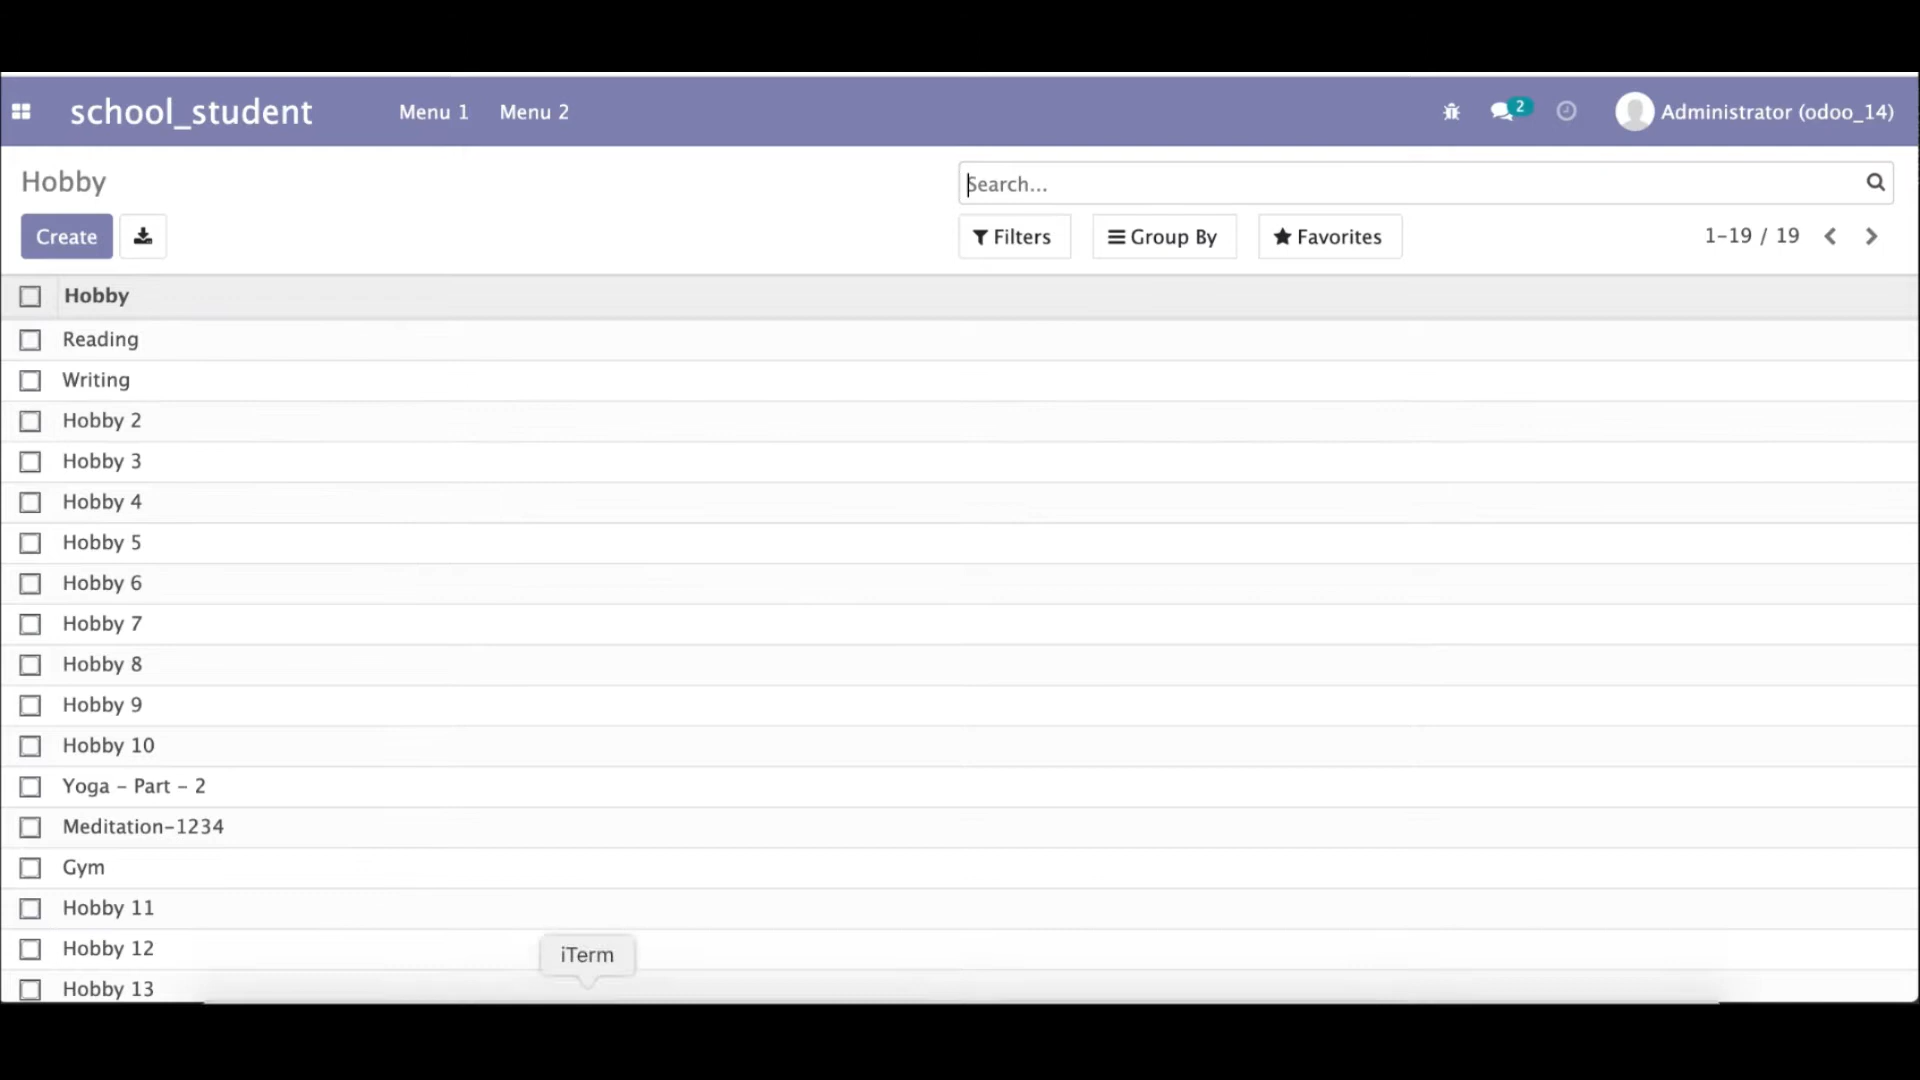 school_student Menu 1 Menu 2 2 Administrator (odoo_14)
Hobby
Search...
Create Filters Group By Favorites 1-19 / 19
Hobby
Reading
Writing
Hobby 2
Hobby 3
Hobby 4
Hobby 5
Hobby 6
Hobby 7
Hobby 8
Hobby 9
Hobby 10
Yoga - Part - 2
Meditation-1234
Gym
Hobby 11
Hobby 12
iTerm
Hobby 13